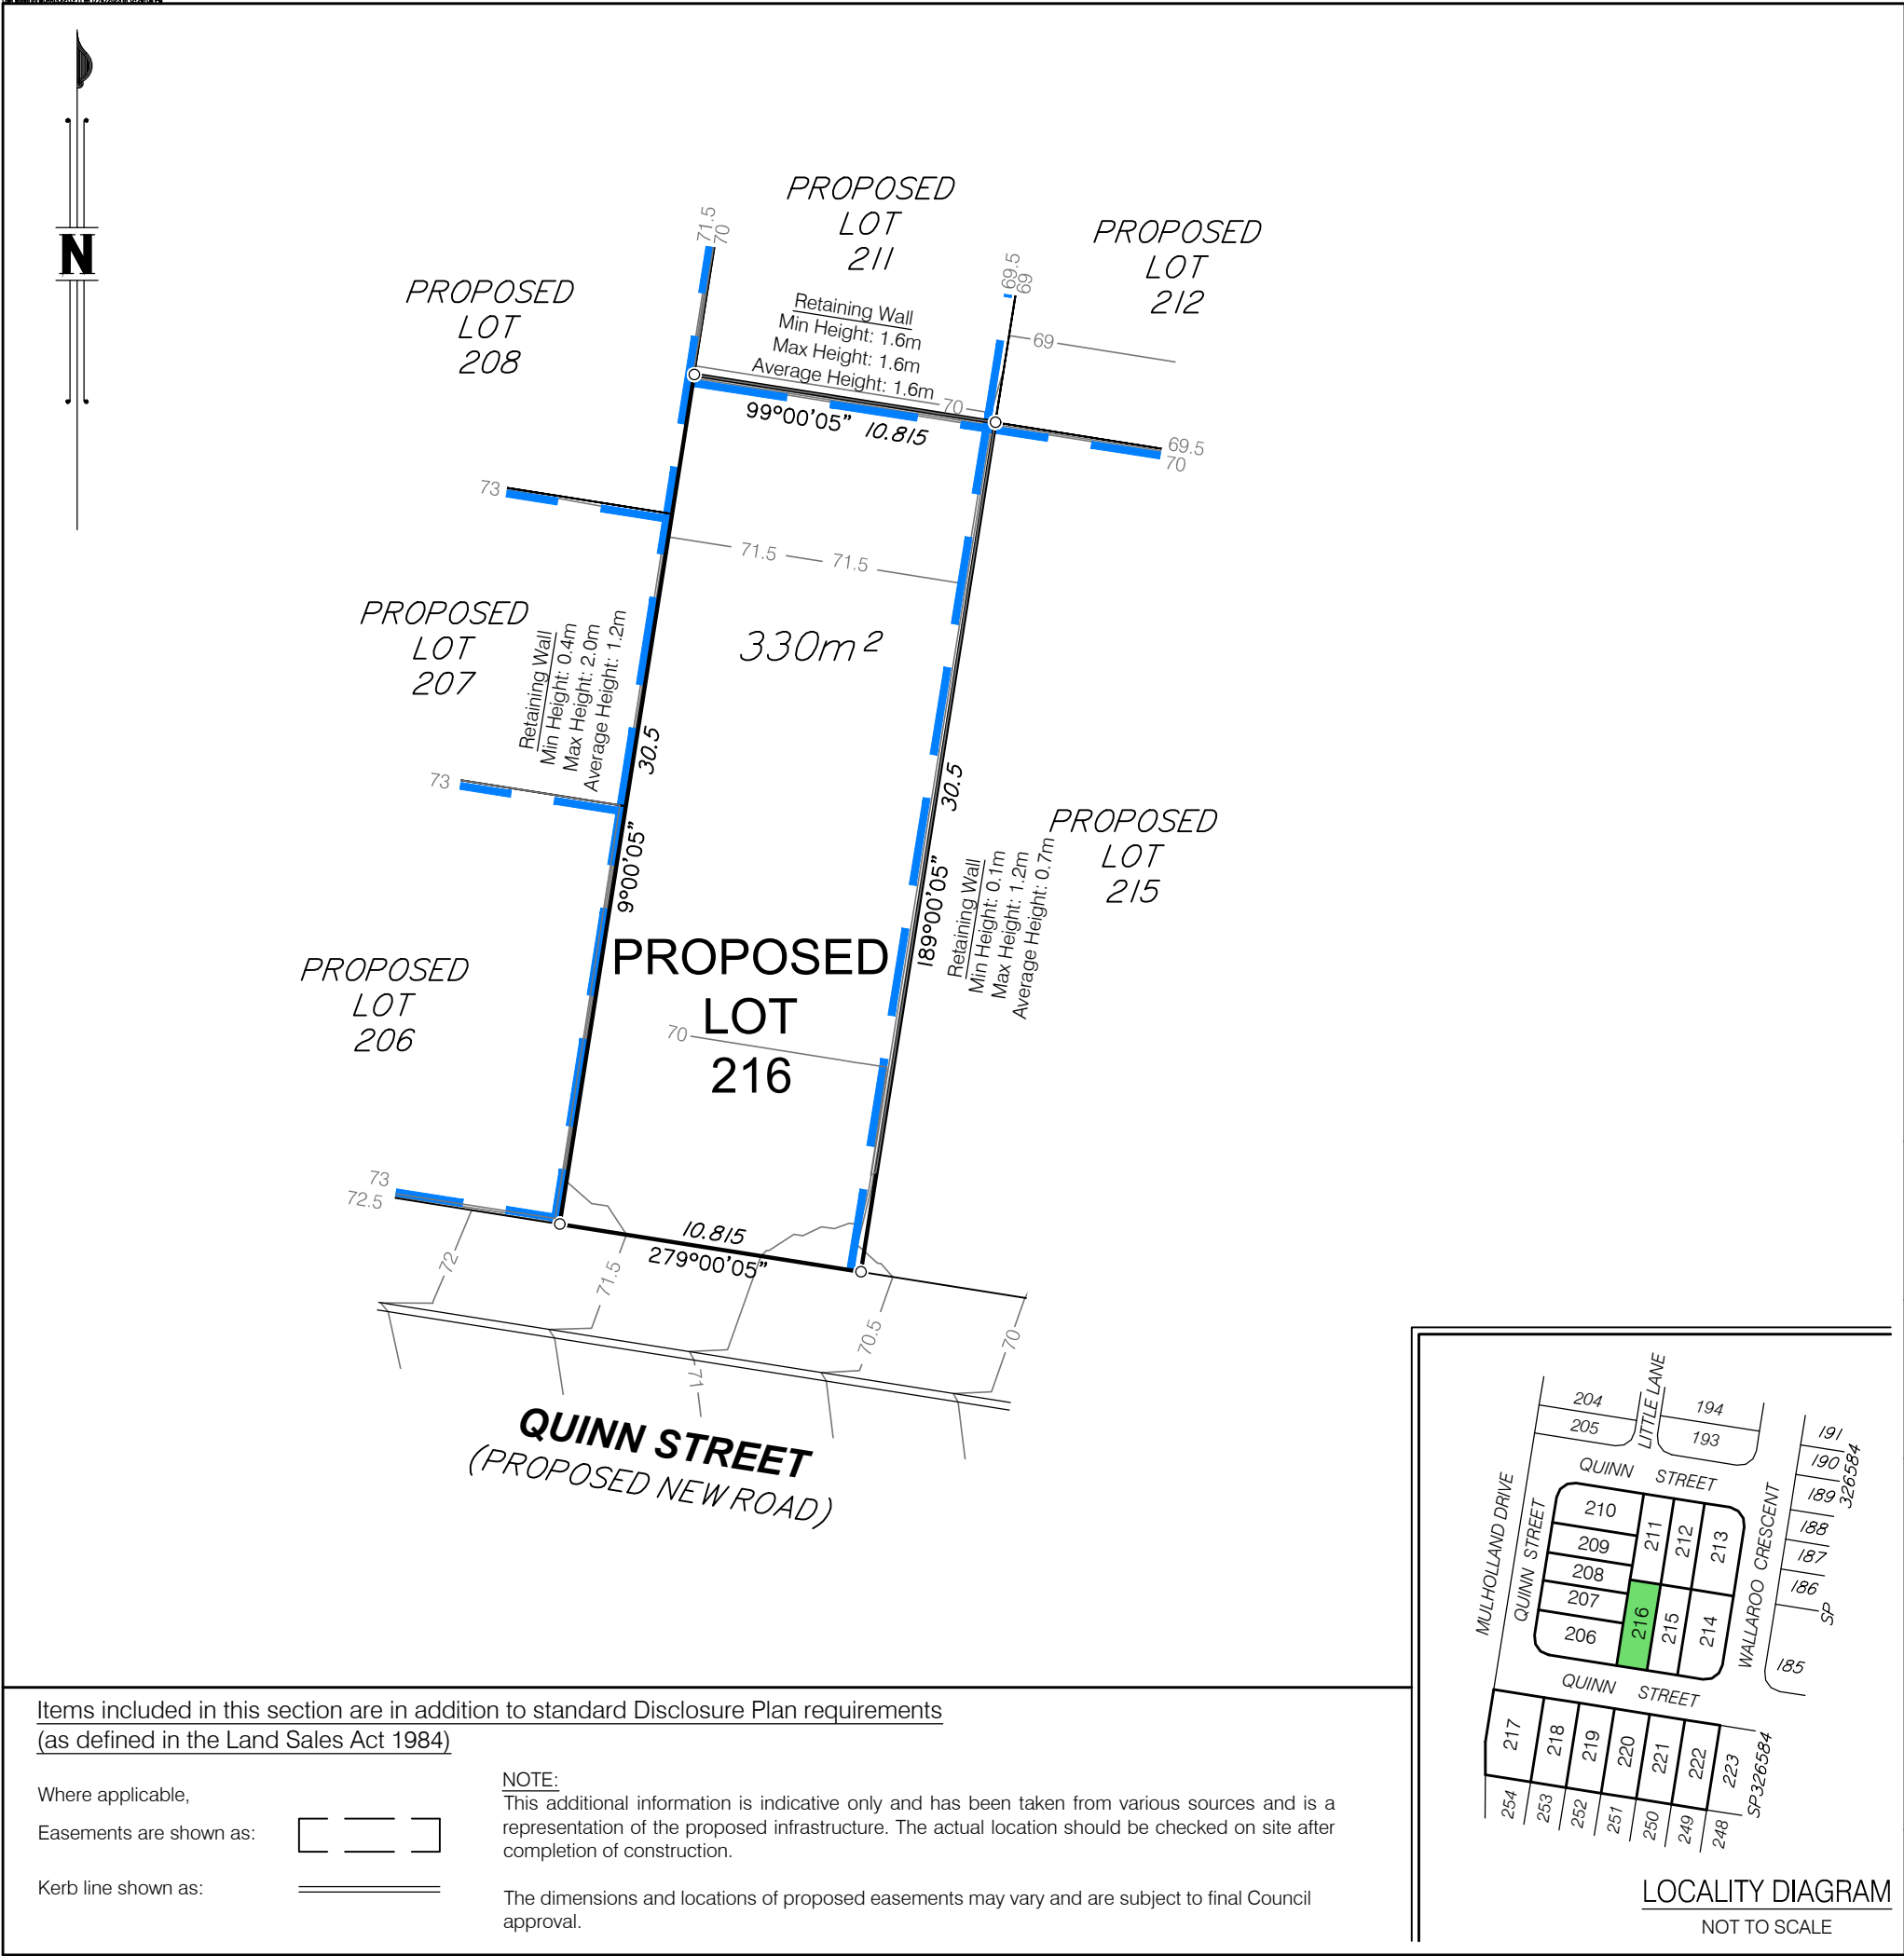 N
PROPOSED
LOT
211
PROPOSED
LOT
212
PROPOSED
LOT
208
71.5
70
69.5
69
Retaining Wall
Min Height: 1.6m
Max Height: 1.6m
Average Height: 1.6m
69
70
99°00'05" 10.815
69.5
70
73
71.5
71.5
330m²
PROPOSED
LOT
207
Retaining Wall
Min Height: 0.4m
Max Height: 2.0m
Average Height: 1.2m
30.5
9°00'05"
73
30.5
189°00'05"
PROPOSED
LOT
215
Retaining Wall
Min Height: 0.1m
Max Height: 1.2m
Average Height: 0.7m
PROPOSED
LOT
206
PROPOSED
LOT
216
70
73
72.5
10.815
279°00'05"
72
71.5
71
70.5
70
QUINN STREET
(PROPOSED NEW ROAD)
Items included in this section are in addition to standard Disclosure Plan requirements
(as defined in the Land Sales Act 1984)
Where applicable,
Easements are shown as:
Kerb line shown as:
NOTE:
This additional information is indicative only and has been taken from various sources and is a
representation of the proposed infrastructure. The actual location should be checked on site after
completion of construction.
The dimensions and locations of proposed easements may vary and are subject to final Council
approval.
LITTLE LANE
204
205
194
193
191
190
189
188
187
186
185
SP
326584
QUINN STREET
MULHOLLAND DRIVE
QUINN STREET
WALLAROO CRESCENT
210
209
208
207
206
211
212
213
216
215
214
QUINN STREET
217
218
219
220
221
222
223
SP326584
254
253
252
251
250
249
248
LOCALITY DIAGRAM
NOT TO SCALE